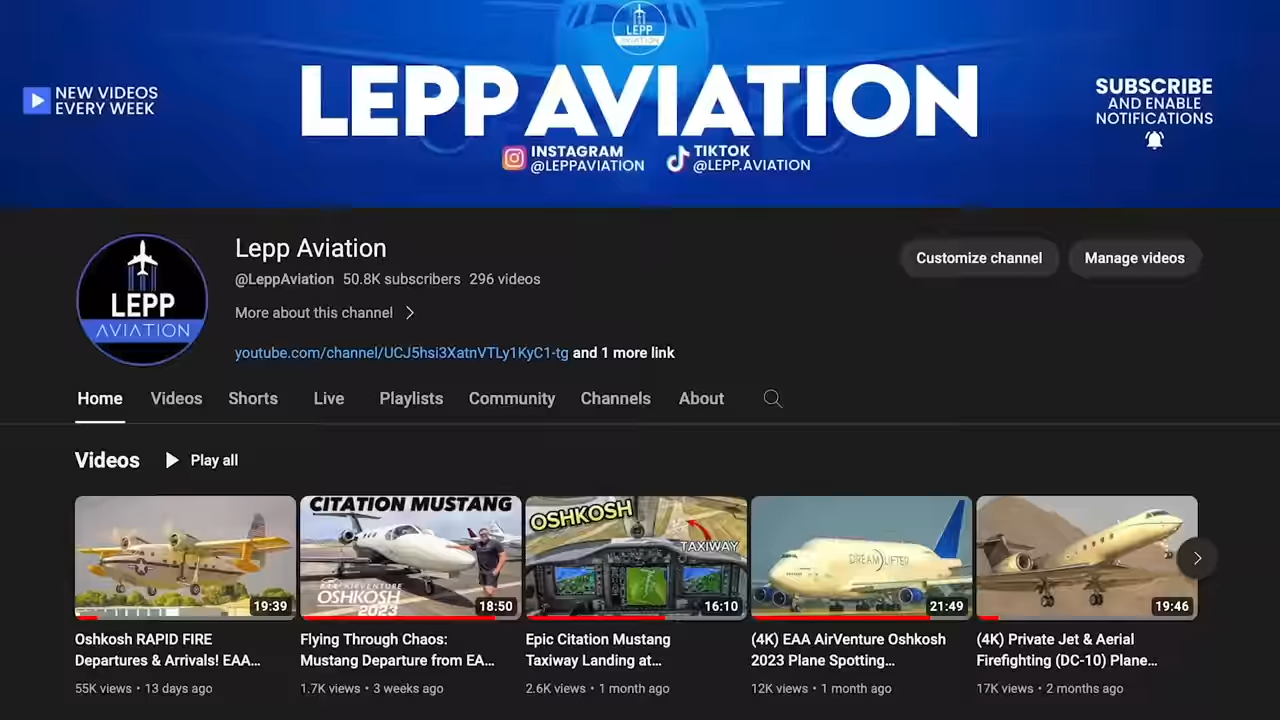 LEPP
AVIATION
LEPP AVIATION
NEW VIDEOS
EVERY WEEK
INSTAGRAM
@LEPPAVIATION
TIKTOK
@LEPP.AVIATION
SUBSCRIBE
AND ENABLE
NOTIFICATIONS
LEPP
AVIATION
Lepp Aviation
@LeppAviation 50.8K subscribers 296 videos
More about this channel
youtube.com/channel/UCJ5hsi3XatnVTLy1KyC1-tg and 1 more link
Customize channel
Manage videos
Home Videos Shorts Live Playlists Community Channels About
Videos Play all
19:39
Oshkosh RAPID FIRE
Departures & Arrivals! EAA...
55K views • 13 days ago
CITATION MUSTANG
EAA AIRVENTURE
OSHKOSH
2023
18:50
Flying Through Chaos:
Mustang Departure from EA...
1.7K views • 3 weeks ago
OSHKOSH
TAXIWAY
16:10
Epic Citation Mustang
Taxiway Landing at...
2.6K views • 1 month ago
DREAMLIFTER
21:49
(4K) EAA AirVenture Oshkosh
2023 Plane Spotting...
12K views • 1 month ago
19:46
(4K) Private Jet & Aerial
Firefighting (DC-10) Plane...
17K views • 2 months ago